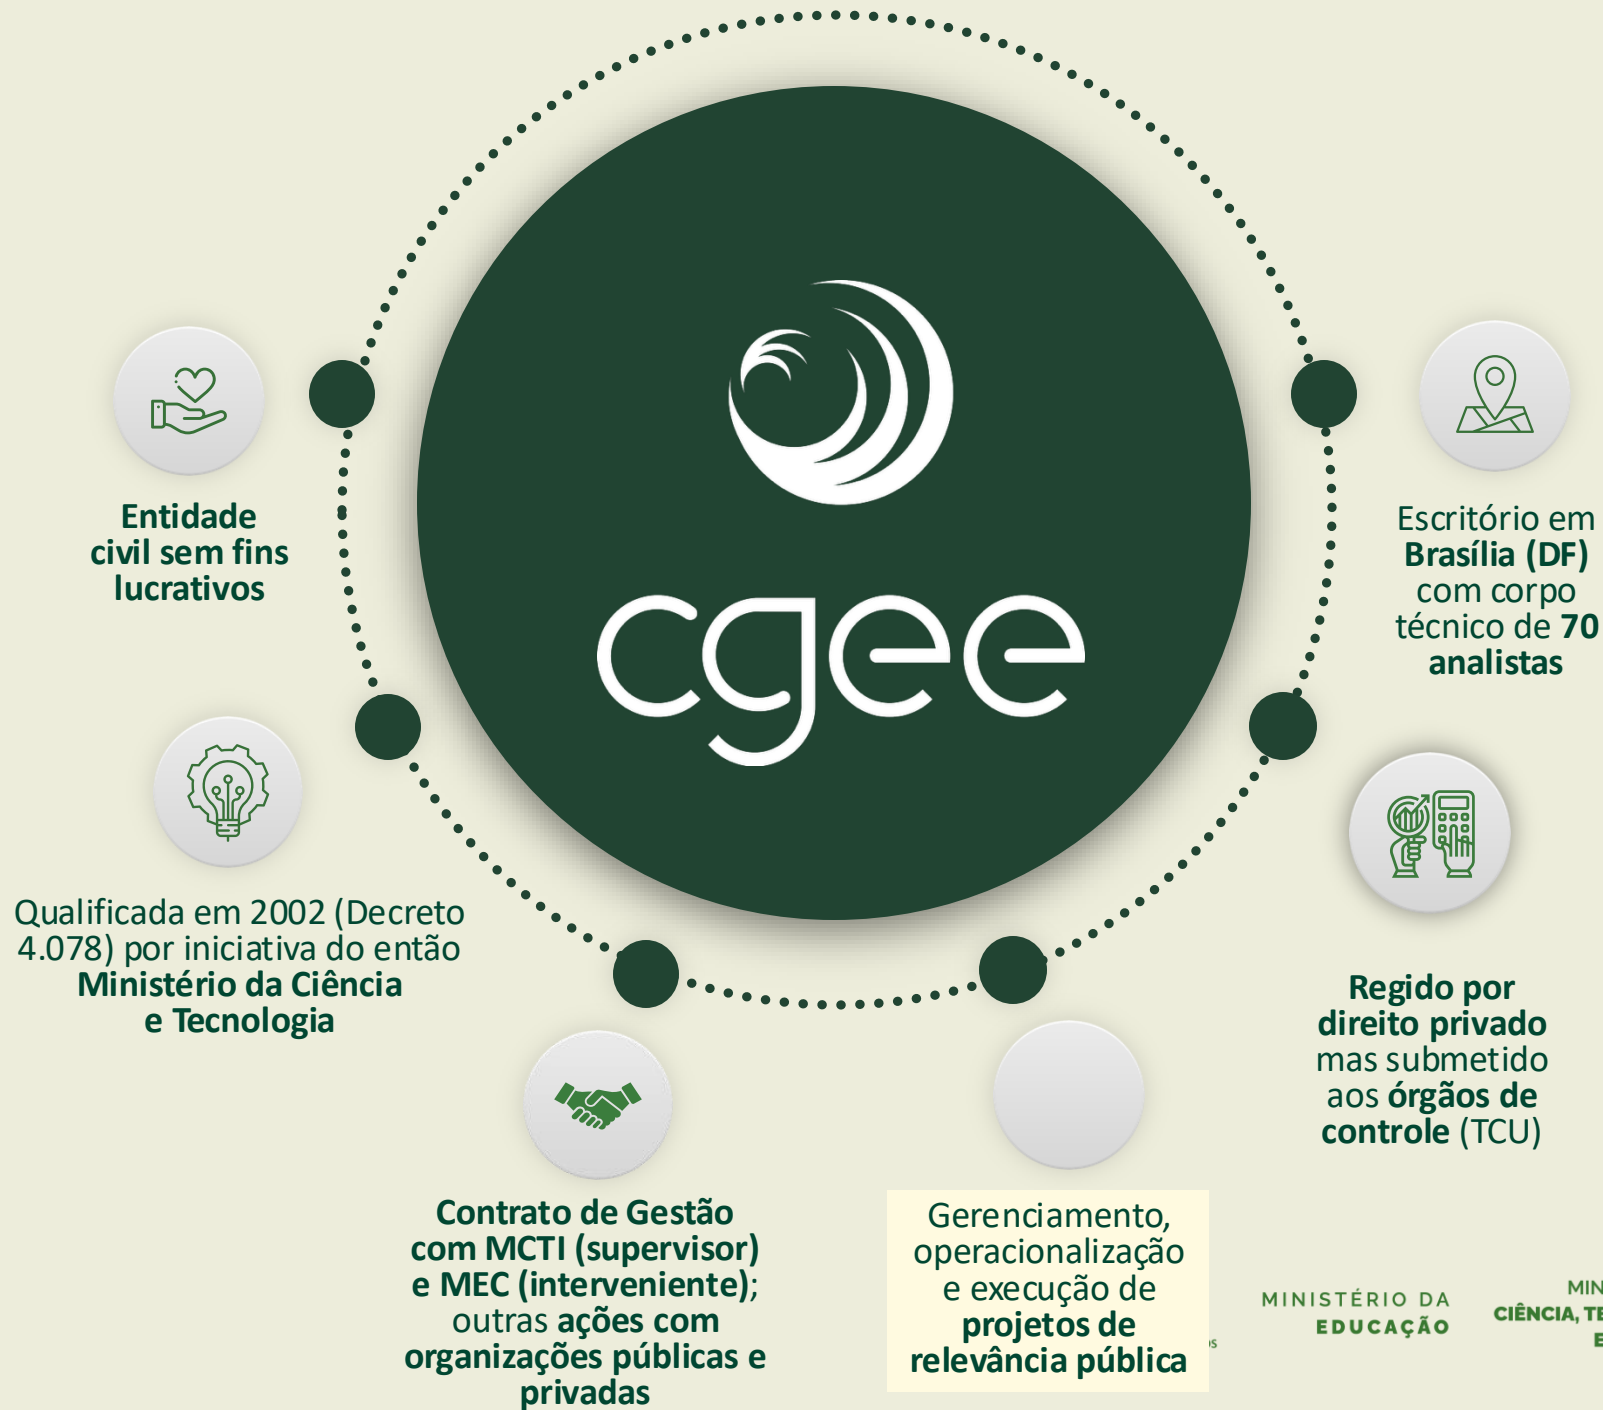 cgee
Entidade
civil sem fins
lucrativos
Escritório em
Brasília (DF)
com corpo
técnico de 70
analistas
Qualificada em 2002 (Decreto
4.078) por iniciativa do então
Ministério da Ciência
e Tecnologia
Regido por
direito privado
mas submetido
aos órgãos de
controle (TCU)
Contrato de Gestão
com MCTI (supervisor)
e MEC (interveniente);
outras ações com
organizações públicas e
privadas
Gerenciamento,
operacionalização
e execução de
projetos de
relevância pública
MINISTÉRIO DA
EDUCAÇÃO
MIN
CIÊNCIA, TE
E